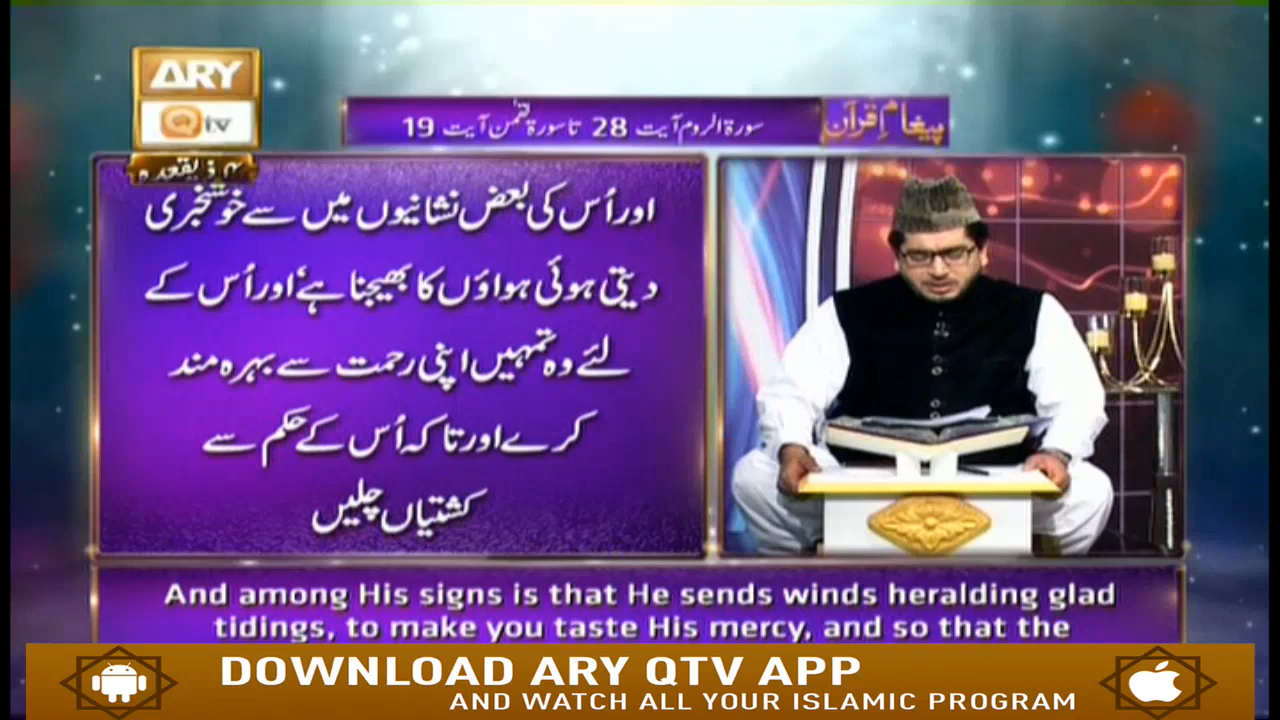 ARY
Qtv
پیغامِ قرآن
سورۃ الروم آیت 28 تا سورۃ لقمٰن آیت 19
۴ ذیقعدہ
اور اُس کی بعض نشانیوں میں سے خوشخبری
دیتی ہوئی ہواؤں کا بھیجنا ہے‘ اور اُس کے
لئے وہ تمہیں اپنی رحمت سے بہرہ مند
کرے اور تاکہ اُس کے حکم سے
کشتیاں چلیں
And among His signs is that He sends winds heralding glad
tidings, to make you taste His mercy, and so that the
DOWNLOAD ARY QTV APP
AND WATCH ALL YOUR ISLAMIC PROGRAM